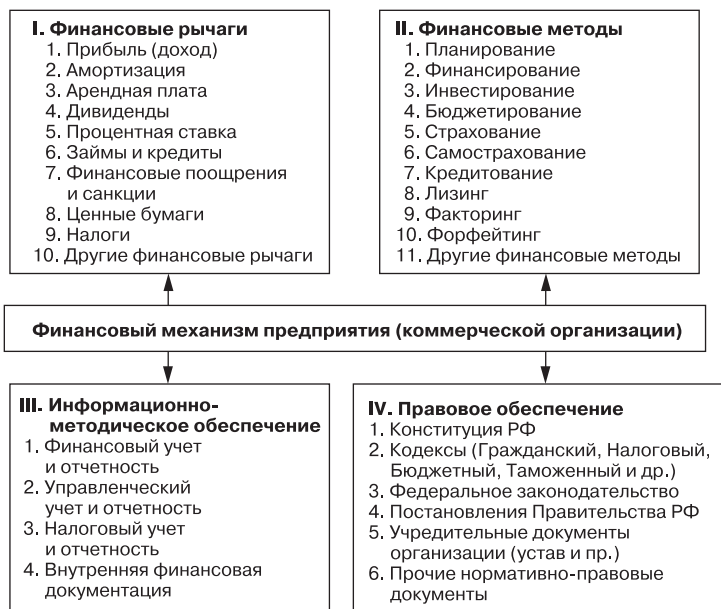 I. Финансовые рычаги
1. Прибыль (доход)
2. Амортизация
3. Арендная плата
4. Дивиденды
5. Процентная ставка
6. Займы и кредиты
7. Финансовые поощрения
и санкции
8. Ценные бумаги
9. Налоги
10. Другие финансовые рычаги
II. Финансовые методы
1. Планирование
2. Финансирование
3. Инвестирование
4. Бюджетирование
5. Страхование
6. Самострахование
7. Кредитование
8. Лизинг
9. Факторинг
10. Форфейтинг
11. Другие финансовые методы
Финансовый механизм предприятия (коммерческой организации)
III. Информационно-
методическое обеспечение
1. Финансовый учет
и отчетность
2. Управленческий
учет и отчетность
3. Налоговый учет
и отчетность
4. Внутренняя финансовая
документация
IV. Правовое обеспечение
1. Конституция РФ
2. Кодексы (Гражданский, Налоговый,
Бюджетный, Таможенный и др.)
3. Федеральное законодательство
4. Постановления Правительства РФ
5. Учредительные документы
организации (устав и пр.)
6. Прочие нормативно-правовые
документы